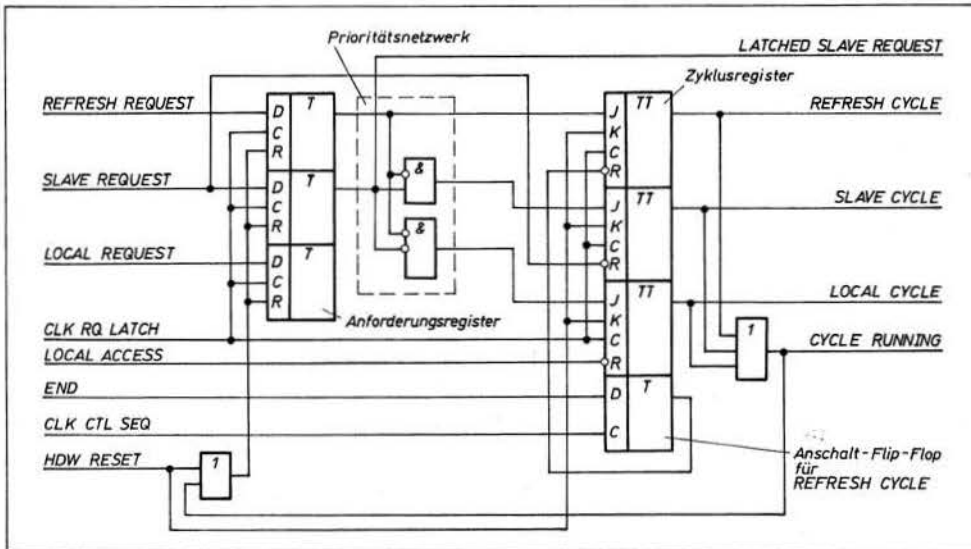 Prioritätsnetzwerk
LATCHED SLAVE REQUEST
Zyklusregister
REFRESH REQUEST
D T
C
R
J TT
K
C
R
REFRESH CYCLE
SLAVE REQUEST
D T
C
R
&
J TT
K
C
R
SLAVE CYCLE
LOCAL REQUEST
D T
C
R
&
J TT
K
C
R
LOCAL CYCLE
Anforderungsregister
CLK RQ LATCH
1
CYCLE RUNNING
LOCAL ACCESS
END
D T
C
CLK CTL SEQ
HDW RESET
1
Anschalt-Flip-Flop
für
REFRESH CYCLE